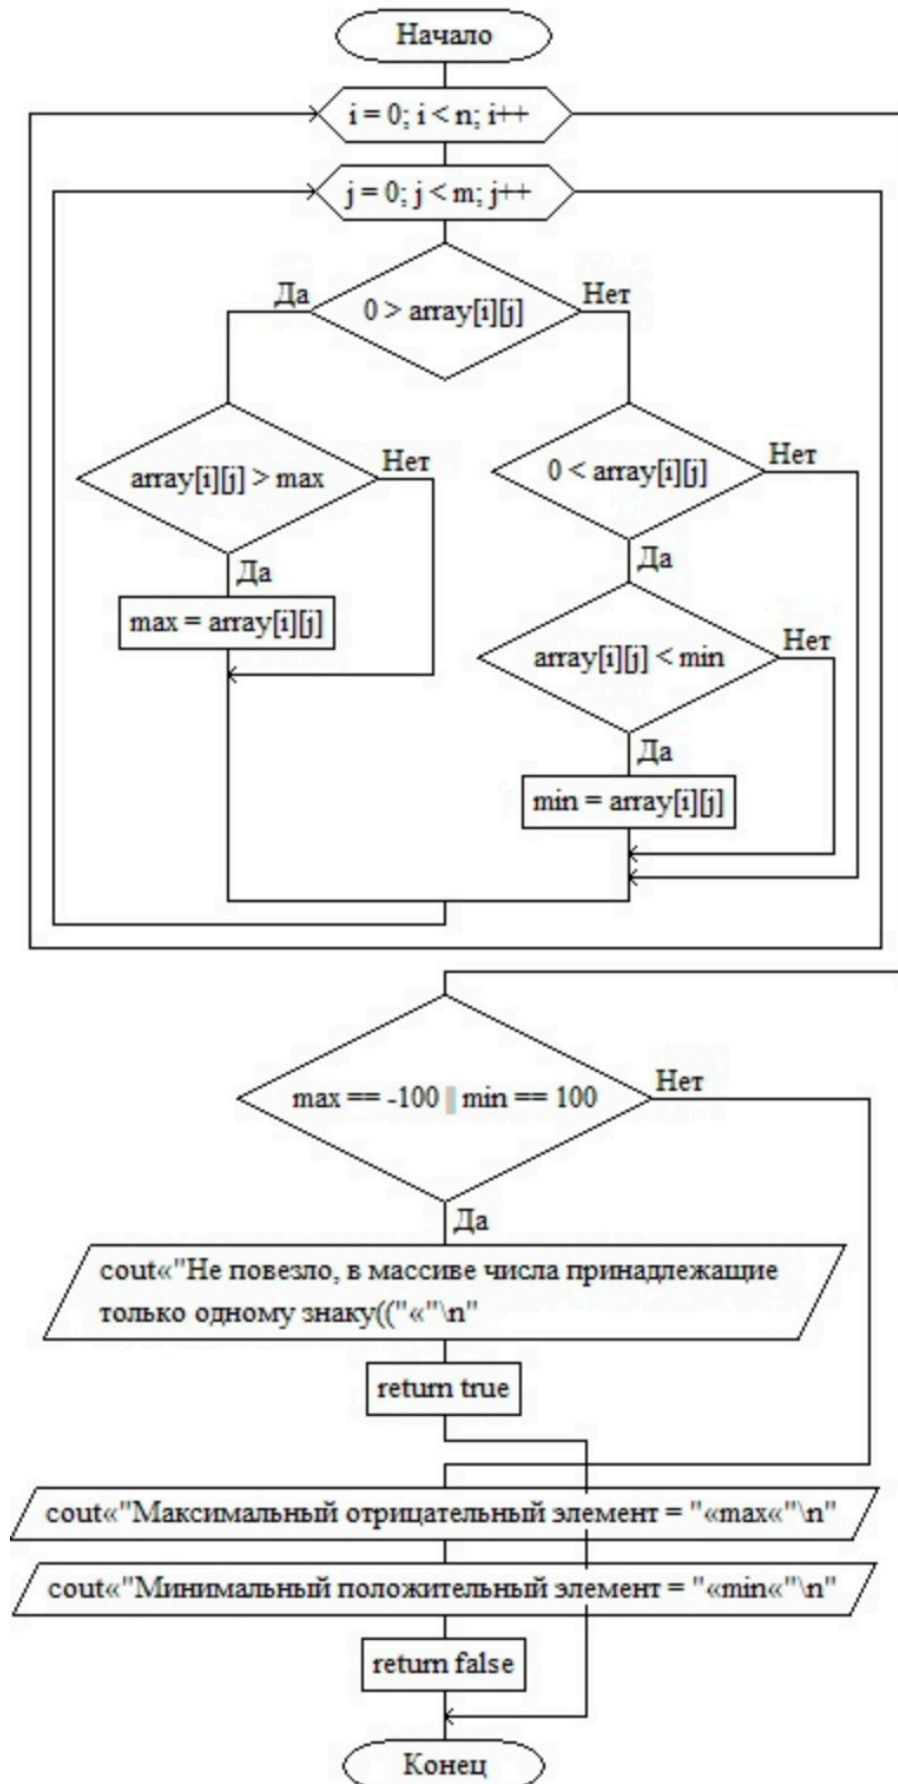 Начало
i = 0; i < n; i++
j = 0; j < m; j++
Да
Нет
0 > array[i][j]
array[i][j] > max
Нет
0 < array[i][j]
Нет
Да
Да
max = array[i][j]
array[i][j] < min
Нет
Да
min = array[i][j]
max == -100 || min == 100
Нет
Да
cout«"Не повезло, в массиве числа принадлежащие
только одному знаку(("«"\n"
return true
cout«"Максимальный отрицательный элемент = "«max«"\n"
cout«"Минимальный положительный элемент = "«min«"\n"
return false
Конец